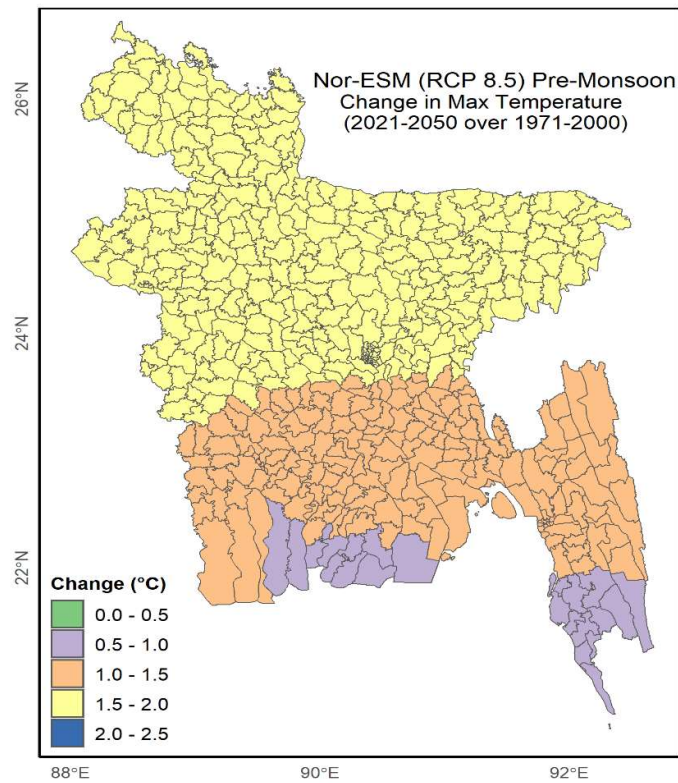 Nor-ESM (RCP 8.5) Pre-Monsoon
Change in Max Temperature
(2021-2050 over 1971-2000)
26°N
24°N
22°N
Change (°C)
0.0 - 0.5
0.5 - 1.0
1.0 - 1.5
1.5 - 2.0
2.0 - 2.5
88°E
90°E
92°E